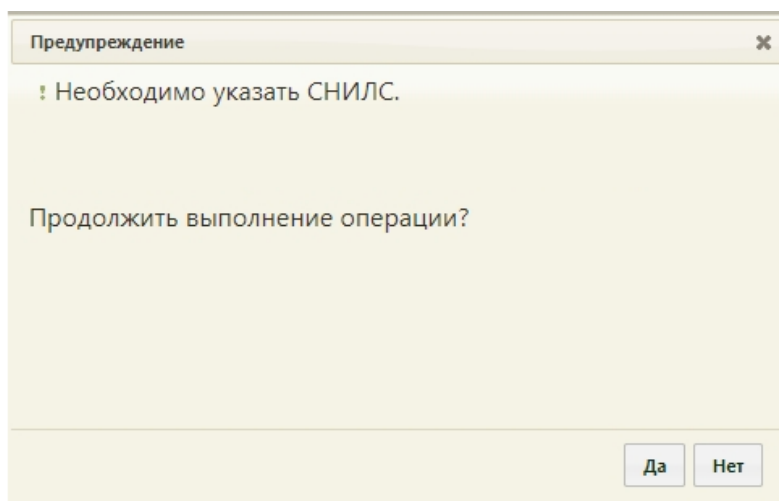 Предупреждение
! Необходимо указать СНИЛС.
Продолжить выполнение операции?
Да Нет